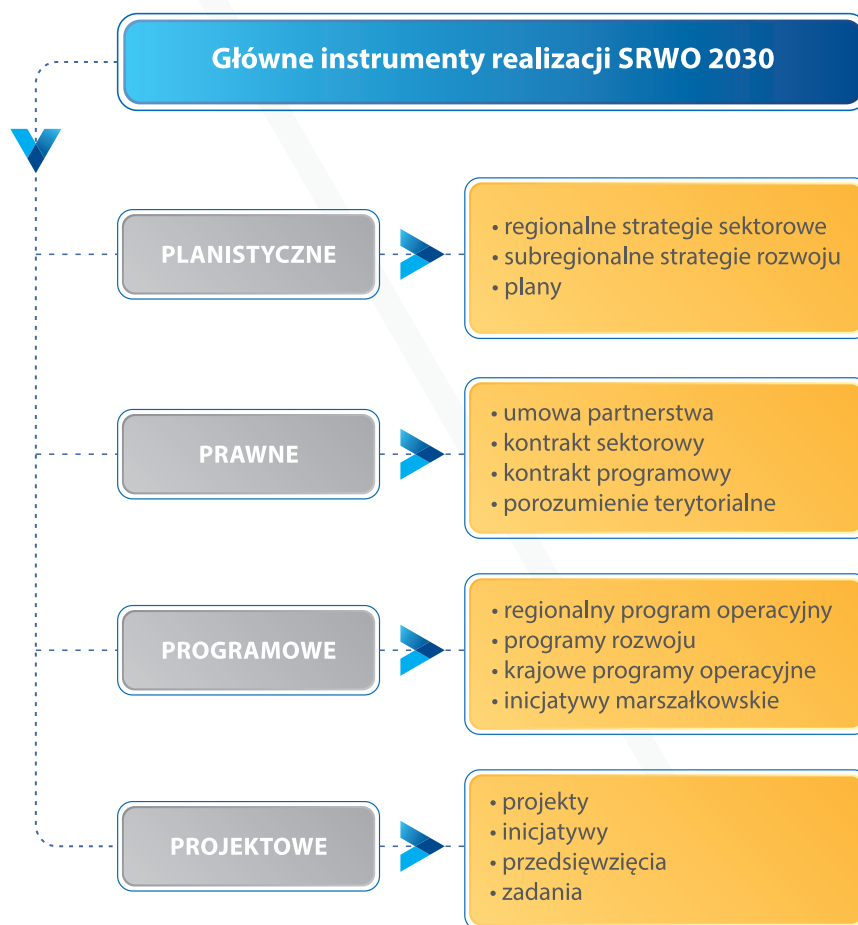 Główne instrumenty realizacji SRWO 2030
PLANISTYCZNE
• regionalne strategie sektorowe
• subregionalne strategie rozwoju
• plany
PRAWNE
• umowa partnerstwa
• kontrakt sektorowy
• kontrakt programowy
• porozumienie terytorialne
PROGRAMOWE
• regionalny program operacyjny
• programy rozwoju
• krajowe programy operacyjne
• inicjatywy marszałkowskie
PROJEKTOWE
• projekty
• inicjatywy
• przedsięwzięcia
• zadania